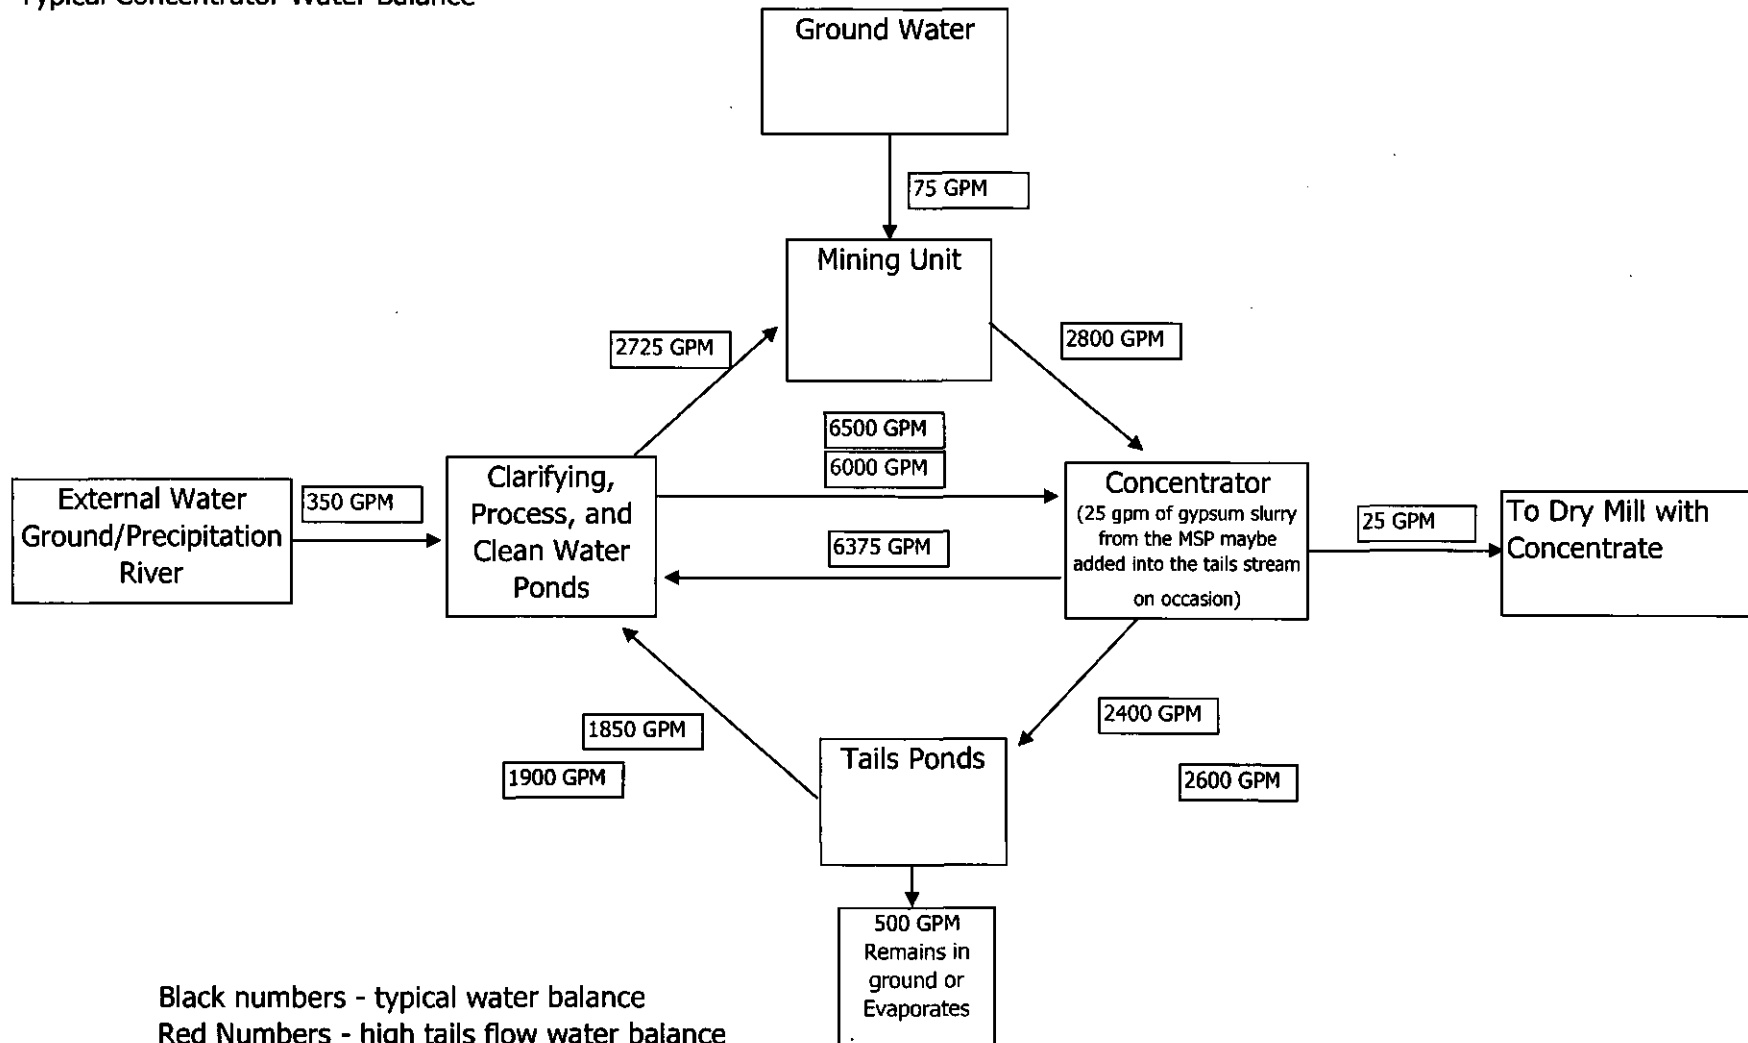 Typical Concentrator Water Balance
Ground Water
75 GPM
Mining Unit
2725 GPM
2800 GPM
6500 GPM
6000 GPM
External Water
Ground/Precipitation
River
350 GPM
Clarifying,
Process, and
Clean Water
Ponds
6375 GPM
Concentrator
(25 gpm of gypsum slurry
from the MSP maybe
added into the tails stream
on occasion)
25 GPM
To Dry Mill with
Concentrate
1850 GPM
1900 GPM
Tails Ponds
2400 GPM
2600 GPM
500 GPM
Remains in
ground or
Evaporates
Black numbers - typical water balance
Red Numbers - high tails flow water balance